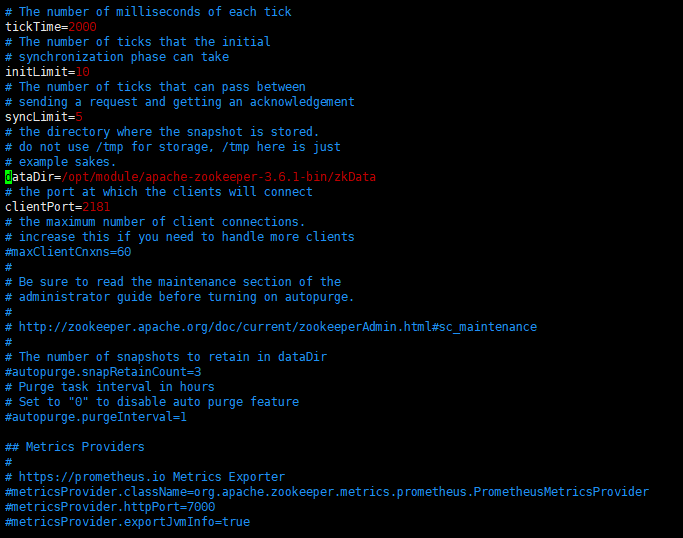 # The number of milliseconds of each tick
tickTime=2000
# The number of ticks that the initial
# synchronization phase can take
initLimit=10
# The number of ticks that can pass between
# sending a request and getting an acknowledgement
syncLimit=5
# the directory where the snapshot is stored.
# do not use /tmp for storage, /tmp here is just
# example sakes.
dataDir=/opt/module/apache-zookeeper-3.6.1-bin/zkData
# the port at which the clients will connect
clientPort=2181
# the maximum number of client connections.
# increase this if you need to handle more clients
#maxClientCnxns=60
#
# Be sure to read the maintenance section of the
# administrator guide before turning on autopurge.
#
# http://zookeeper.apache.org/doc/current/zookeeperAdmin.html#sc_maintenance
#
# The number of snapshots to retain in dataDir
#autopurge.snapRetainCount=3
# Purge task interval in hours
# Set to "0" to disable auto purge feature
#autopurge.purgeInterval=1

## Metrics Providers
#
# https://prometheus.io Metrics Exporter
#metricsProvider.className=org.apache.zookeeper.metrics.prometheus.PrometheusMetricsProvider
#metricsProvider.httpPort=7000
#metricsProvider.exportJvmInfo=true